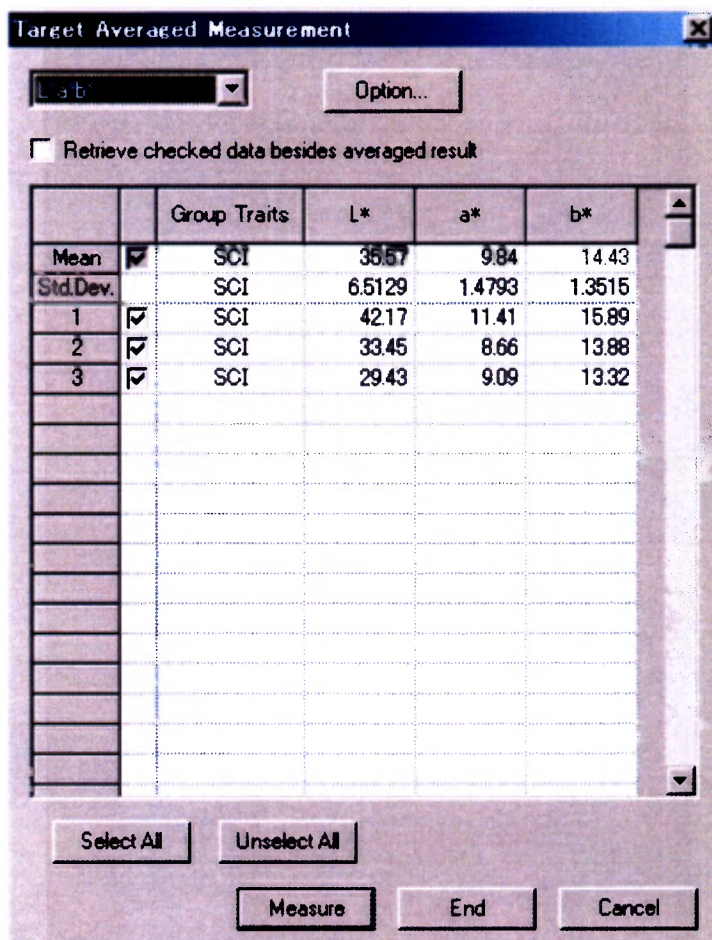 Target Averaged Measurement
L*a*b*
Option...
Retrieve checked data besides averaged result
Group Traits L* a* b*
Mean SCI 35.57 9.84 14.43
Std.Dev. SCI 6.5129 1.4793 1.3515
1 SCI 42.17 11.41 15.89
2 SCI 33.45 8.66 13.88
3 SCI 29.43 9.09 13.32
Select All Unselect All
Measure End Cancel